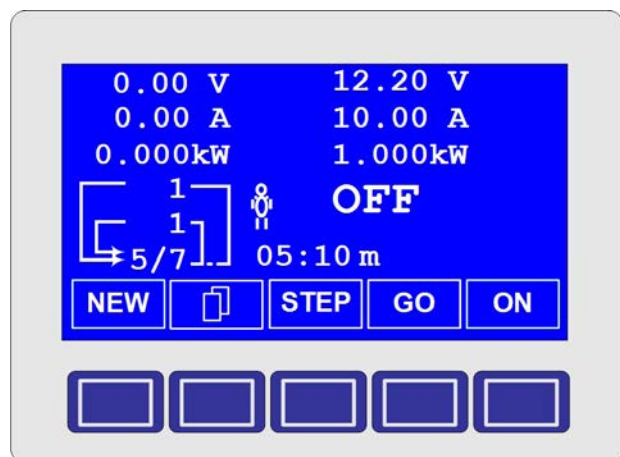 0.00 V 12.20 V
0.00 A 10.00 A
0.000kW 1.000kW
1 OFF
1
5/7 05:10 m
NEW STEP GO ON